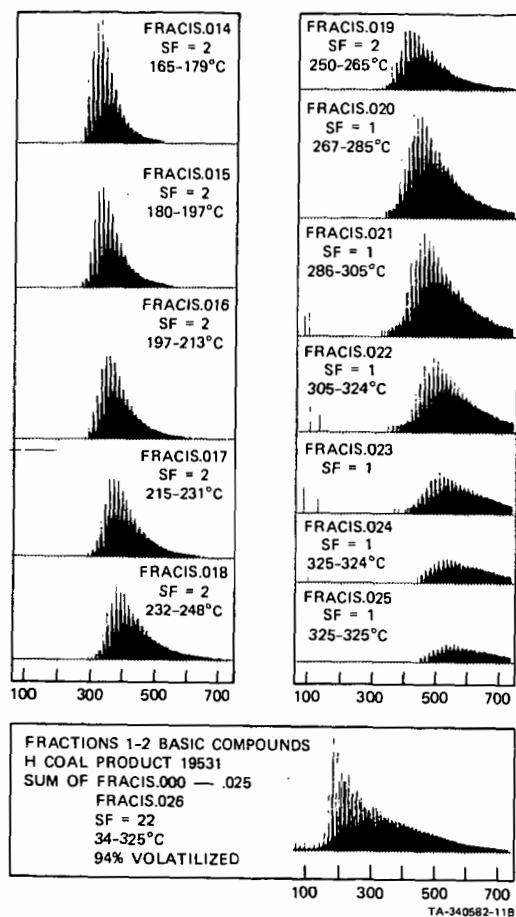 FRACIS.014
SF = 2
165-179°C
FRACIS.015
SF = 2
180-197°C
FRACIS.016
SF = 2
197-213°C
FRACIS.017
SF = 2
215-231°C
FRACIS.018
SF = 2
232-248°C
100 300 500 700
FRACIS.019
SF = 2
250-265°C
FRACIS.020
SF = 1
267-285°C
FRACIS.021
SF = 1
286-305°C
FRACIS.022
SF = 1
305-324°C
FRACIS.023
SF = 1
FRACIS.024
SF = 1
325-324°C
FRACIS.025
SF = 1
325-325°C
100 300 500 700
FRACTIONS 1-2 BASIC COMPOUNDS
H COAL PRODUCT 19531
SUM OF FRACIS.000 — .025
FRACIS.026
SF = 22
34-325°C
94% VOLATILIZED
100 300 500 700
TA-340582-11B